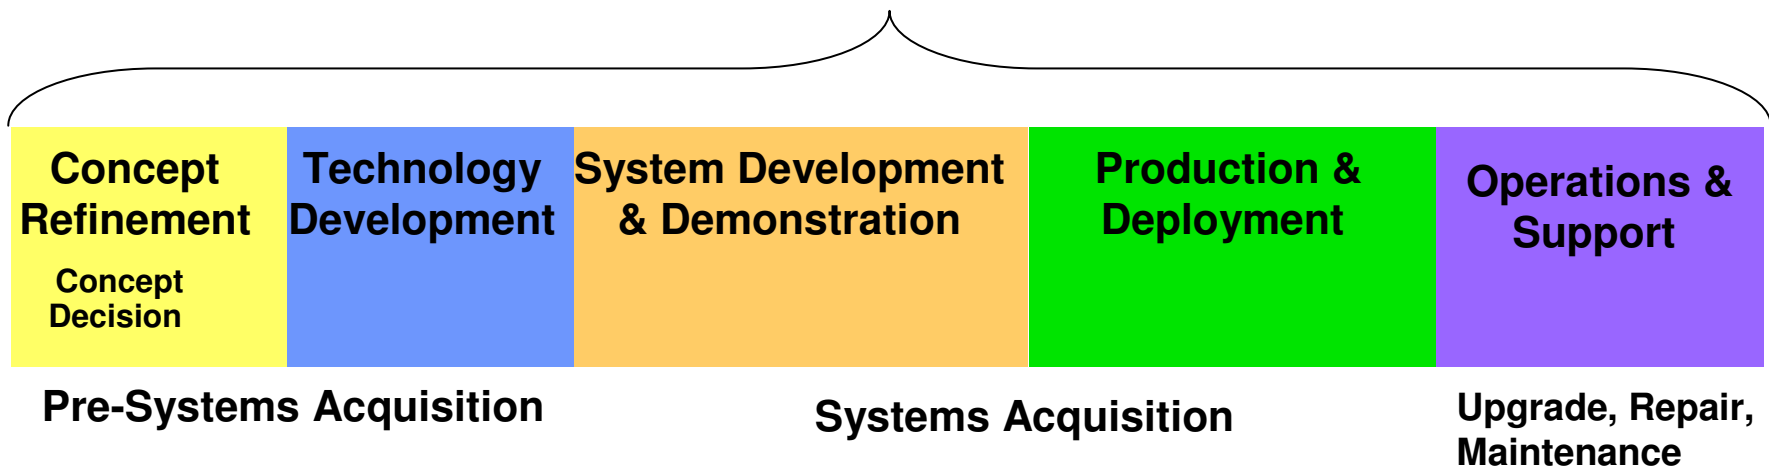 Concept
Refinement
Concept
Decision
Technology
Development
System Development
& Demonstration
Production &
Deployment
Operations &
Support
Pre-Systems Acquisition
Systems Acquisition
Upgrade, Repair,
Maintenance